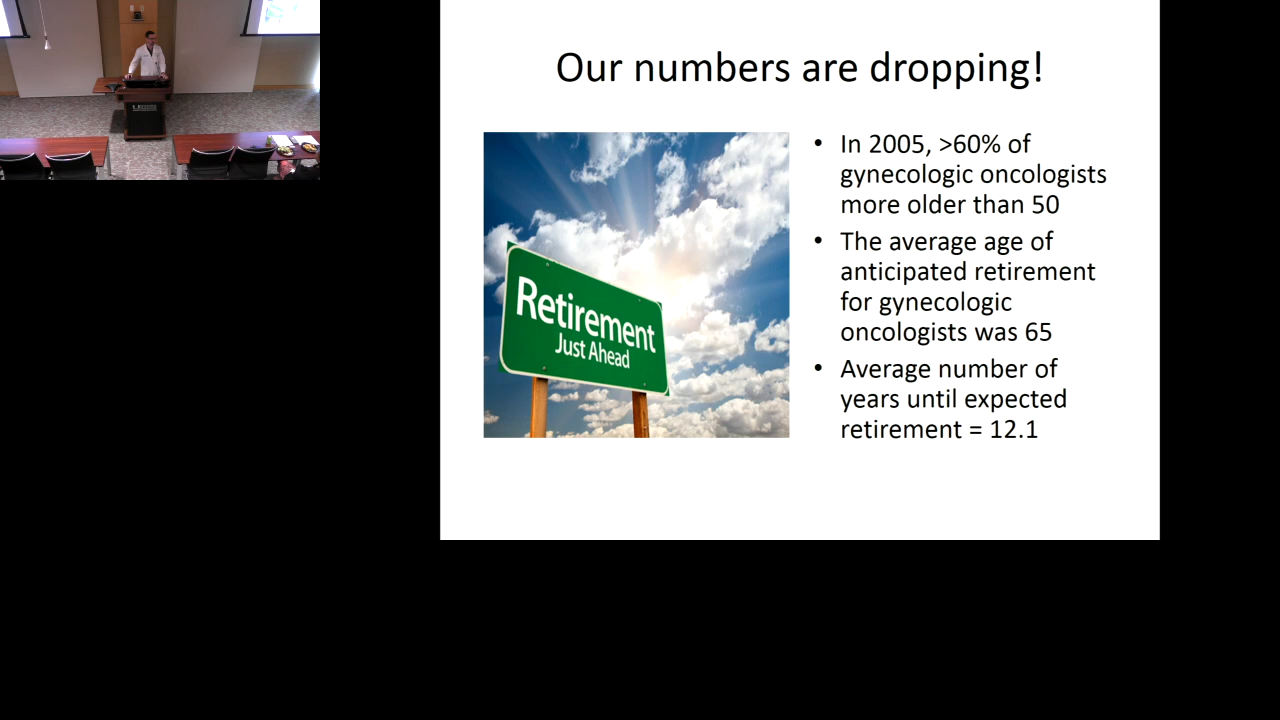 Our numbers are dropping!
Retirement
Just Ahead
• In 2005, >60% of
gynecologic oncologists
more older than 50
• The average age of
anticipated retirement
for gynecologic
oncologists was 65
• Average number of
years until expected
retirement = 12.1